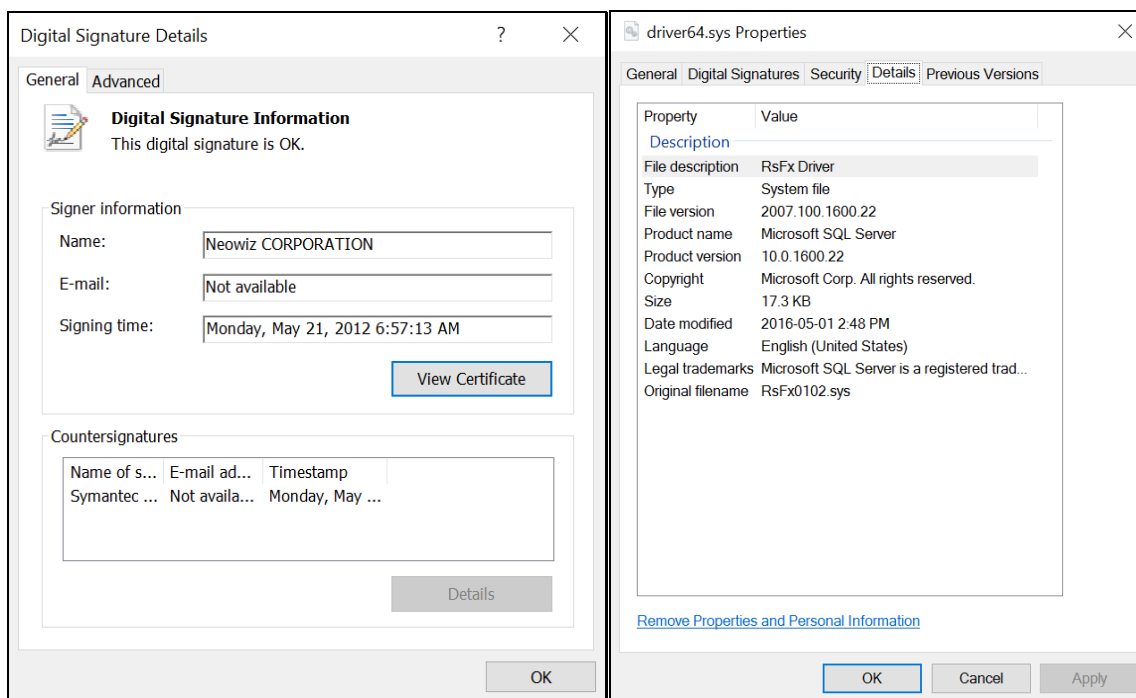 Digital Signature Details
?
General Advanced
Digital Signature Information
This digital signature is OK.
Signer information
Name: Neowiz CORPORATION
E-mail: Not available
Signing time: Monday, May 21, 2012 6:57:13 AM
View Certificate
Countersignatures
Name of s... E-mail ad... Timestamp
Symantec ... Not availa... Monday, May ...
Details
OK
driver64.sys Properties
General Digital Signatures Security Details Previous Versions
Property Value
Description
File description RsFx Driver
Type System file
File version 2007.100.1600.22
Product name Microsoft SQL Server
Product version 10.0.1600.22
Copyright Microsoft Corp. All rights reserved.
Size 17.3 KB
Date modified 2016-05-01 2:48 PM
Language English (United States)
Legal trademarks Microsoft SQL Server is a registered trad...
Original filename RsFx0102.sys
Remove Properties and Personal Information
OK Cancel Apply